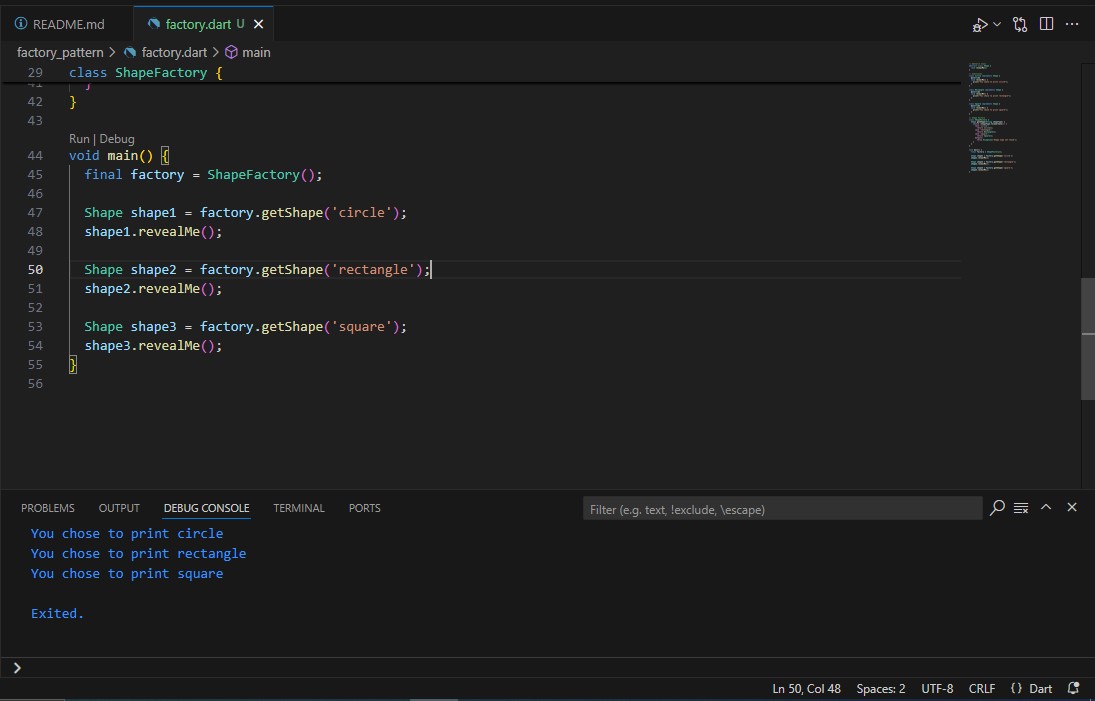 README.md factory.dart U
factory_pattern > factory.dart > main
29 class ShapeFactory {
41 }
42 }
43
Run | Debug
44 void main() {
45 final factory = ShapeFactory();
46
47 Shape shape1 = factory.getShape('circle');
48 shape1.revealMe();
49
50 Shape shape2 = factory.getShape('rectangle');
51 shape2.revealMe();
52
53 Shape shape3 = factory.getShape('square');
54 shape3.revealMe();
55 }
56
PROBLEMS OUTPUT DEBUG CONSOLE TERMINAL PORTS Filter (e.g. text, !exclude, \escape)
You chose to print circle
You chose to print rectangle
You chose to print square
Exited.
Ln 50, Col 48 Spaces: 2 UTF-8 CRLF {} Dart